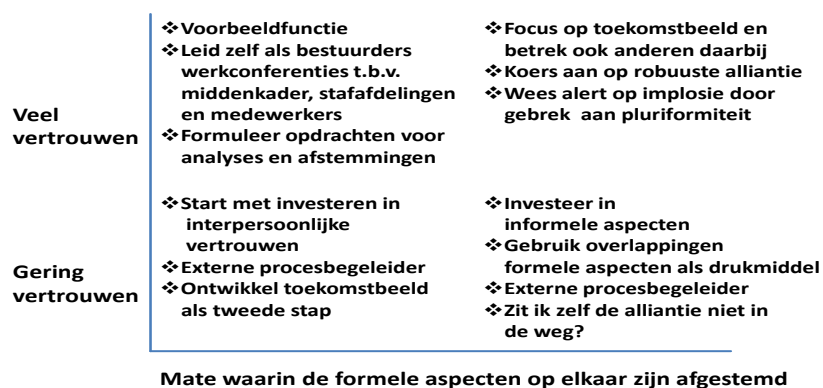 Veel
vertrouwen
❖Voorbeeldfunctie
❖Leid zelf als bestuurders
werkconferenties t.b.v.
middenkader, stafafdelingen
en medewerkers
❖Formuleer opdrachten voor
analyses en afstemmingen
❖Focus op toekomstbeeld en
betrek ook anderen daarbij
❖Koers aan op robuuste alliantie
❖Wees alert op implosie door
gebrek aan pluriformiteit
Gering
vertrouwen
❖Start met investeren in
interpersoonlijke
vertrouwen
❖Externe procesbegeleider
❖Ontwikkel toekomstbeeld
als tweede stap
❖Investeer in
informele aspecten
❖Gebruik overlappingen
formele aspecten als drukmiddel
❖Externe procesbegeleider
❖Zit ik zelf de alliantie niet in
de weg?
Mate waarin de formele aspecten op elkaar zijn afgestemd